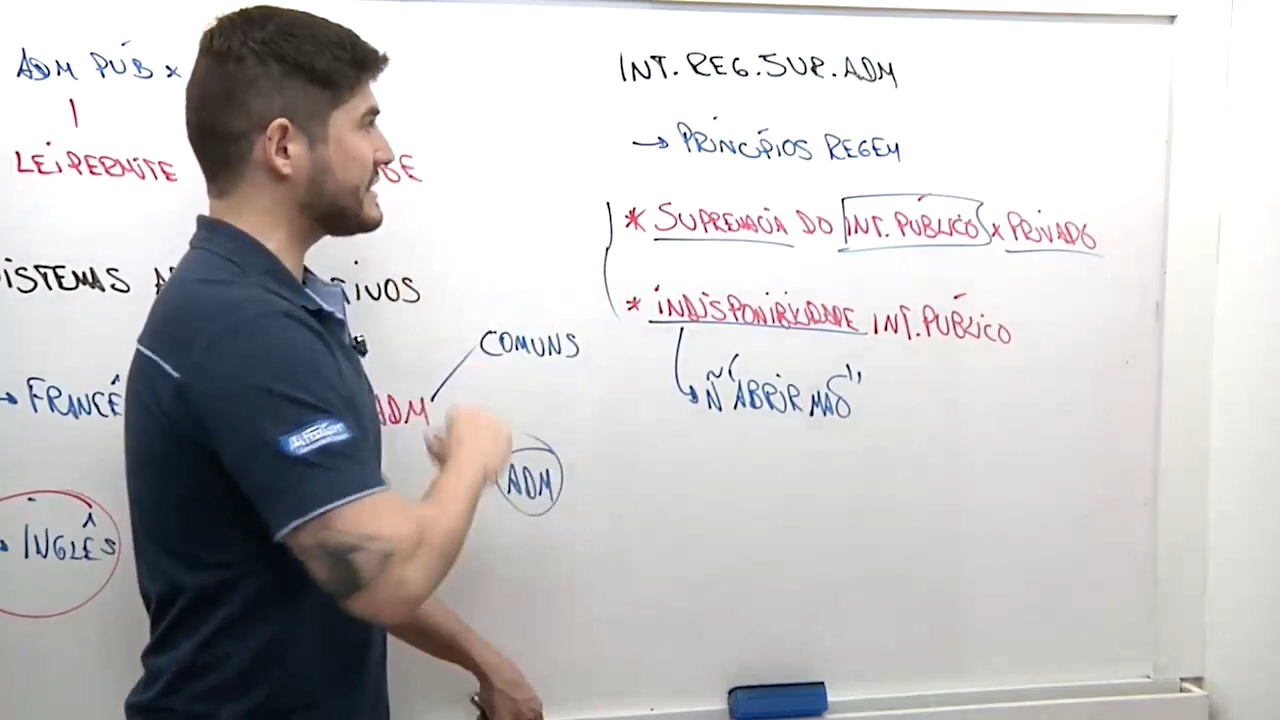 ADM PÚB x
LEI PERMITE
SISTEMAS
FRANCÊ
INGLÊS
ADM
COMUNS
ADM
INT. REG. SUP. ADM
→ PRINCÍPIOS REGEM
* SUPREMACIA DO INT. PÚBLICO x PRIVADO
* INDISPONIBILIDADE INT. PÚBLICO
Ñ "ABRIR MÃO"